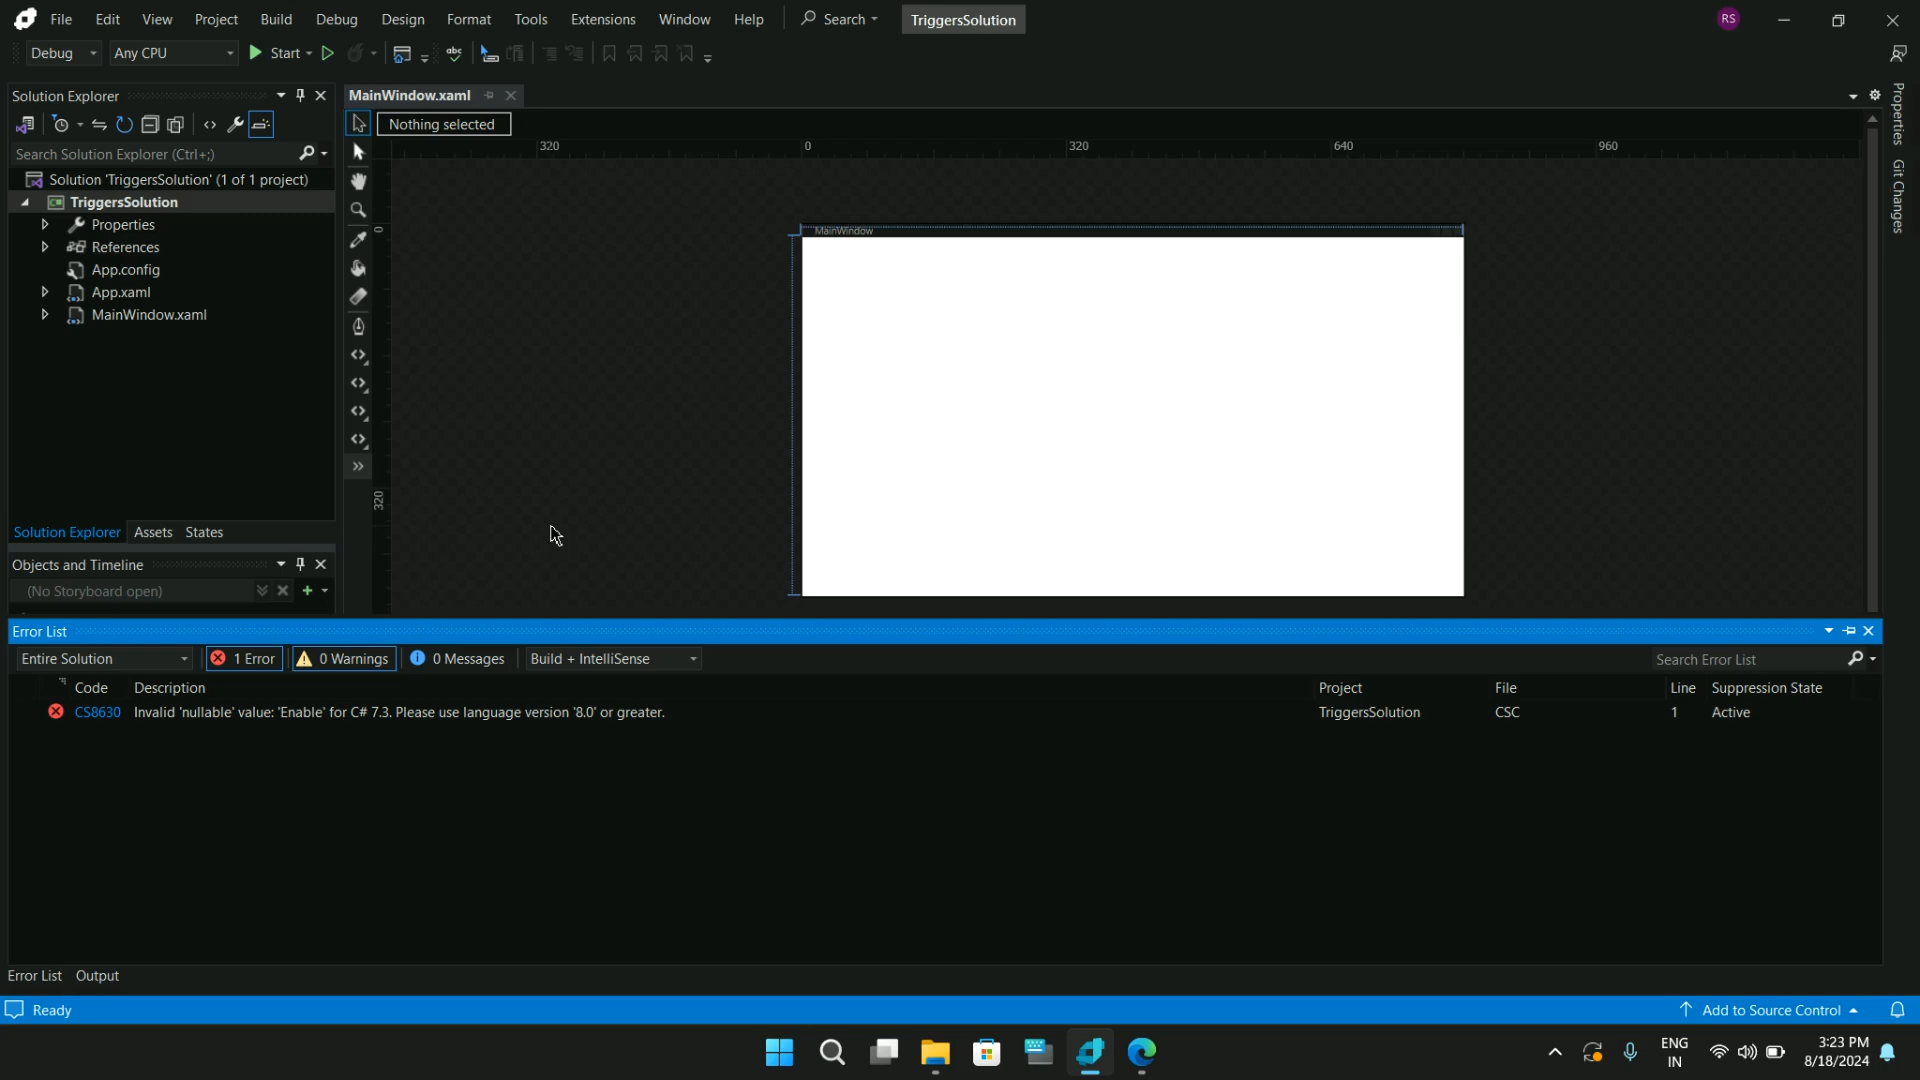 File Edit View Project Build Debug Design Format Tools Extensions Window Help Search TriggersSolution RS
Debug Any CPU Start
Solution Explorer
MainWindow.xaml
Properties
Git Changes
Nothing selected
Search Solution Explorer (Ctrl+;)
320 0 320 640 960
Solution 'TriggersSolution' (1 of 1 project)
TriggersSolution
Properties
References
App.config
App.xaml
MainWindow.xaml
0
320
MainWindow
Solution Explorer Assets States
Objects and Timeline
(No Storyboard open)
Error List
Entire Solution 1 Error 0 Warnings 0 Messages Build + IntelliSense Search Error List
Code Description Project File Line Suppression State
CS8630 Invalid 'nullable' value: 'Enable' for C# 7.3. Please use language version '8.0' or greater. TriggersSolution CSC 1 Active
Error List Output
Ready Add to Source Control
ENG 3:23 PM
IN 8/18/2024